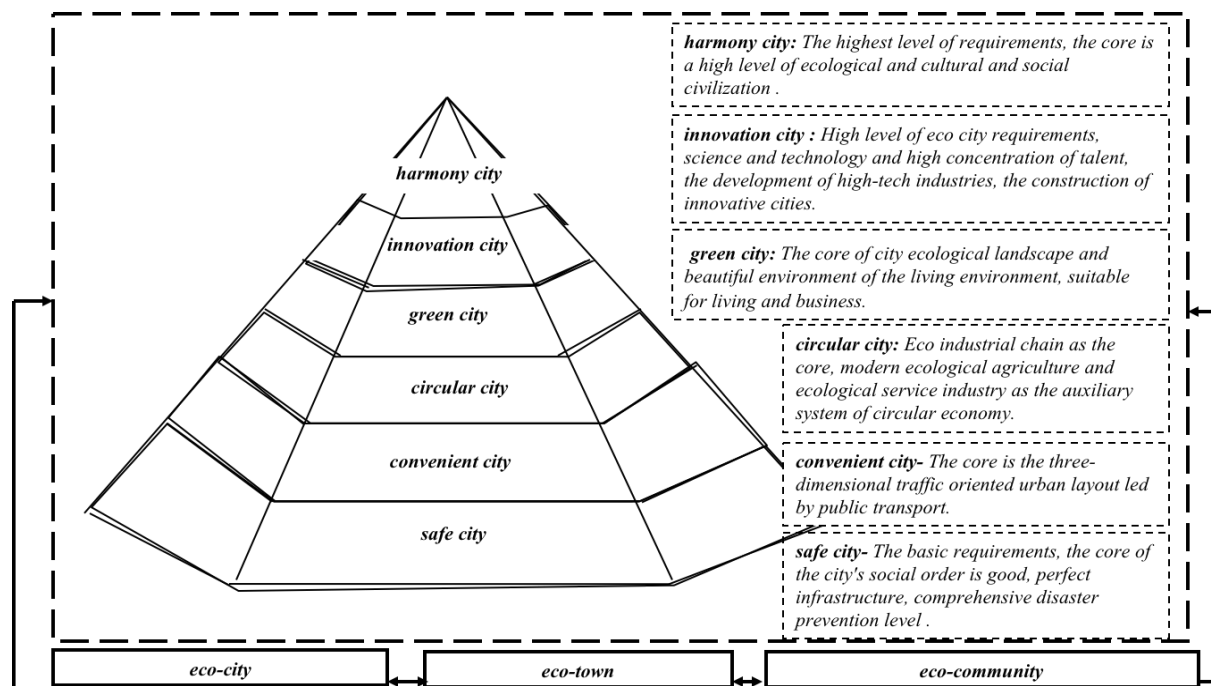 harmony city
innovation city
green city
circular city
convenient city
safe city
harmony city: The highest level of requirements, the core is
a high level of ecological and cultural and social
civilization .
innovation city : High level of eco city requirements,
science and technology and high concentration of talent,
the development of high-tech industries, the construction of
innovative cities.
green city: The core of city ecological landscape and
beautiful environment of the living environment, suitable
for living and business.
circular city: Eco industrial chain as the
core, modern ecological agriculture and
ecological service industry as the auxiliary
system of circular economy.
convenient city- The core is the three-
dimensional traffic oriented urban layout led
by public transport.
safe city- The basic requirements, the core of
the city's social order is good, perfect
infrastructure, comprehensive disaster
prevention level .
eco-city
eco-town
eco-community